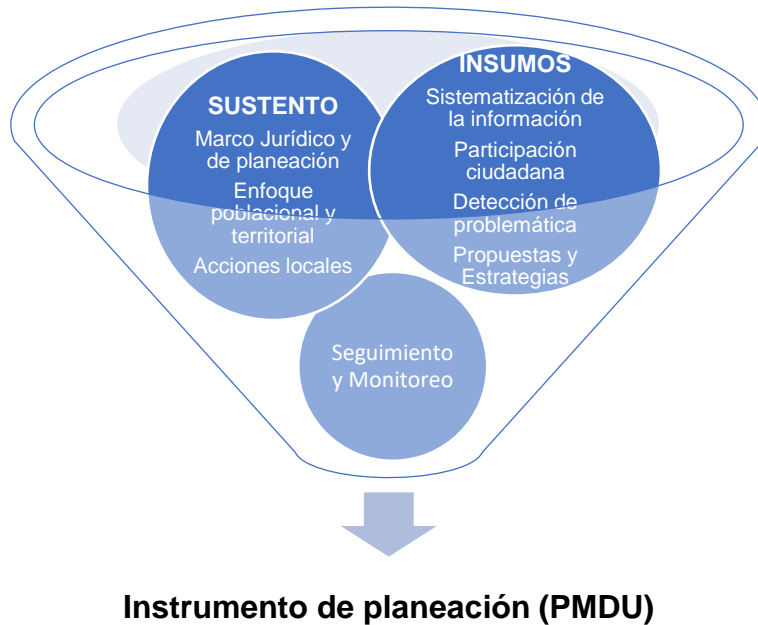 SUSTENTO
Marco Jurídico y
de planeación
Enfoque
poblacional y
territorial
Acciones locales
INSUMOS
Sistematización de
la información
Participación
ciudadana
Detección de
problemática
Propuestas y
Estrategias
Seguimiento
y Monitoreo
Instrumento de planeación (PMDU)